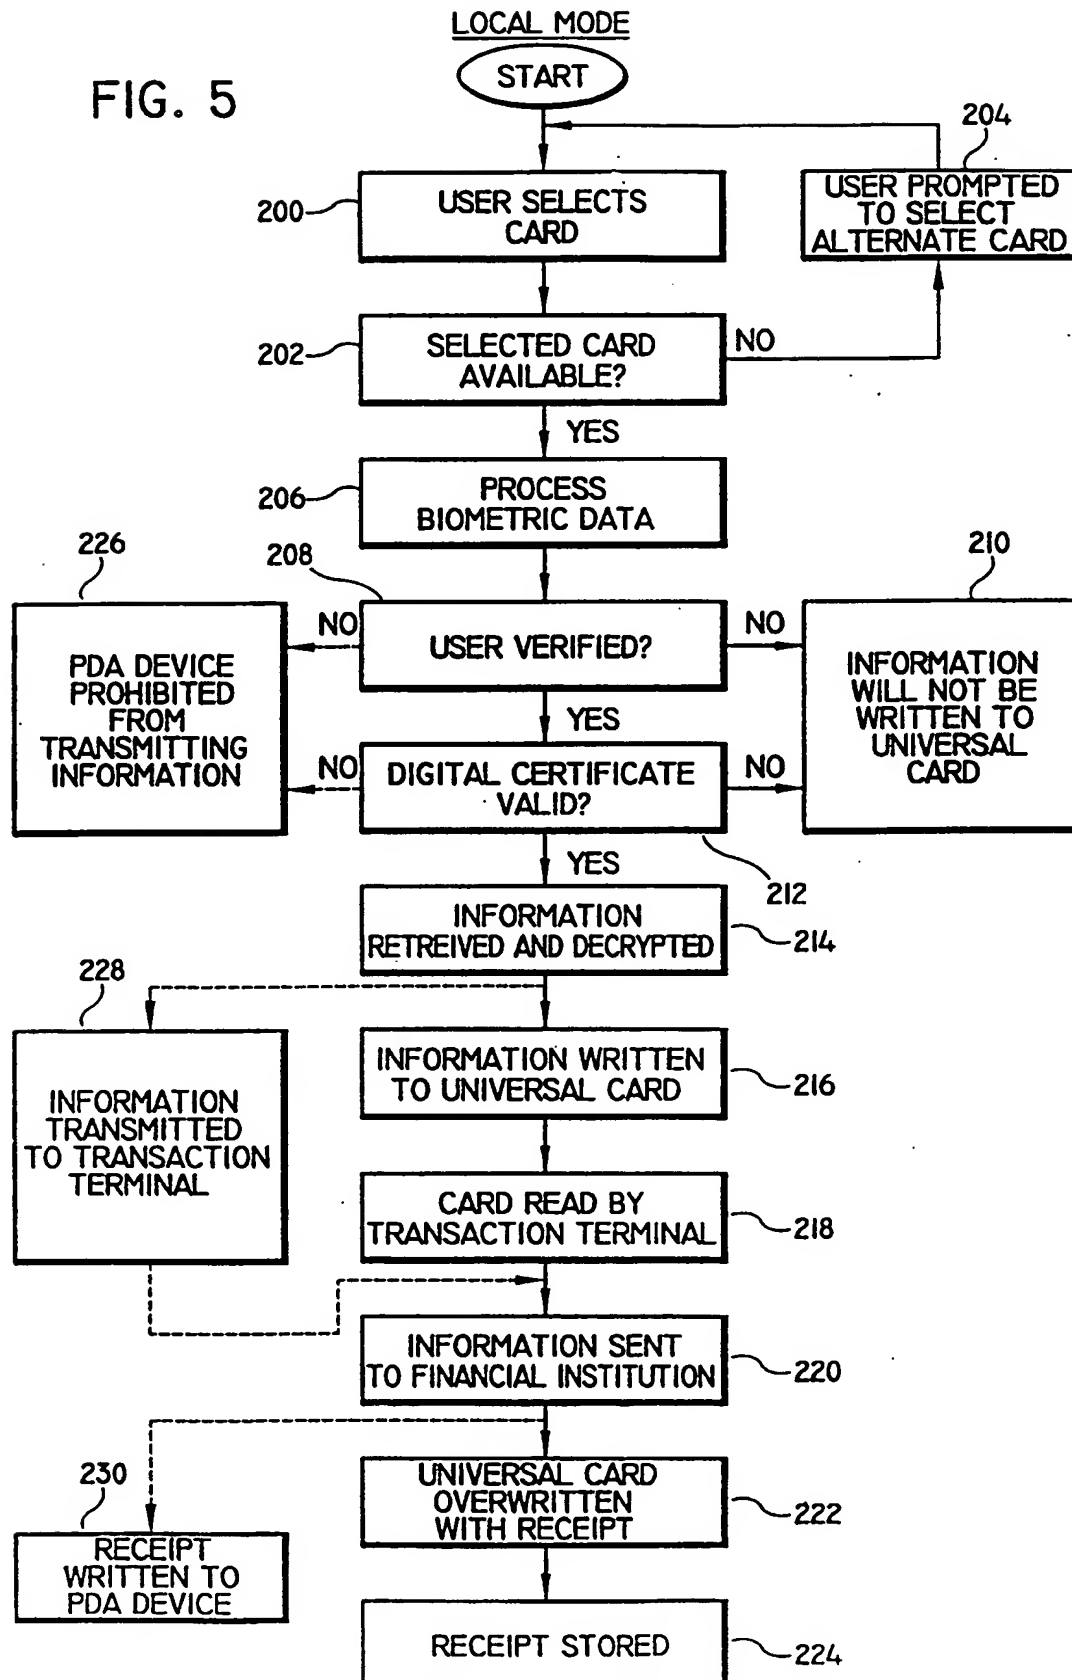 LOCAL MODE
FIG. 5
START
204
200
USER SELECTS
CARD
USER PROMPTED
TO SELECT
ALTERNATE CARD
202
SELECTED CARD
AVAILABLE?
NO
YES
206
PROCESS
BIOMETRIC DATA
226
208
210
PDA DEVICE
PROHIBITED
FROM
TRANSMITTING
INFORMATION
NO
USER VERIFIED?
NO
INFORMATION
WILL NOT BE
WRITTEN TO
UNIVERSAL
CARD
YES
NO
DIGITAL CERTIFICATE
VALID?
NO
YES
212
INFORMATION
RETREIVED AND DECRYPTED
214
228
INFORMATION
TRANSMITTED
TO TRANSACTION
TERMINAL
INFORMATION WRITTEN
TO UNIVERSAL CARD
216
CARD READ BY
TRANSACTION TERMINAL
218
INFORMATION SENT
TO FINANCIAL INSTITUTION
220
230
RECEIPT
WRITTEN TO
PDA DEVICE
UNIVERSAL CARD
OVERWRITTEN
WITH RECEIPT
222
RECEIPT STORED
224